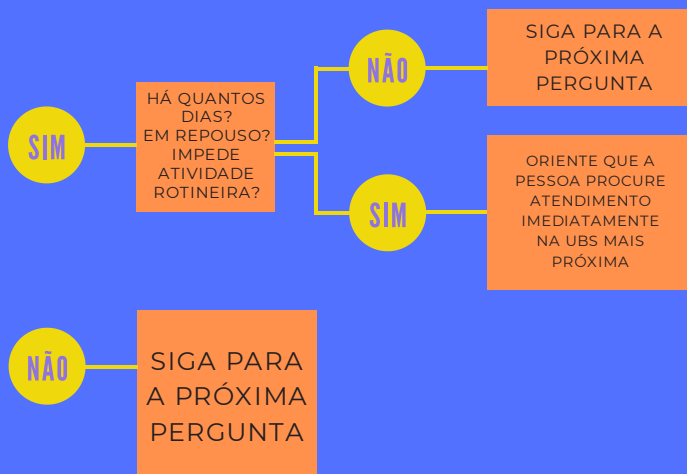 SIM
HÁ QUANTOS
DIAS?
EM REPOUSO?
IMPEDE
ATIVIDADE
ROTINEIRA?
NÃO
SIGA PARA A
PRÓXIMA
PERGUNTA
SIM
ORIENTE QUE A
PESSOA PROCURE
ATENDIMENTO
IMEDIATAMENTE
NA UBS MAIS
PRÓXIMA
NÃO
SIGA PARA
A PRÓXIMA
PERGUNTA